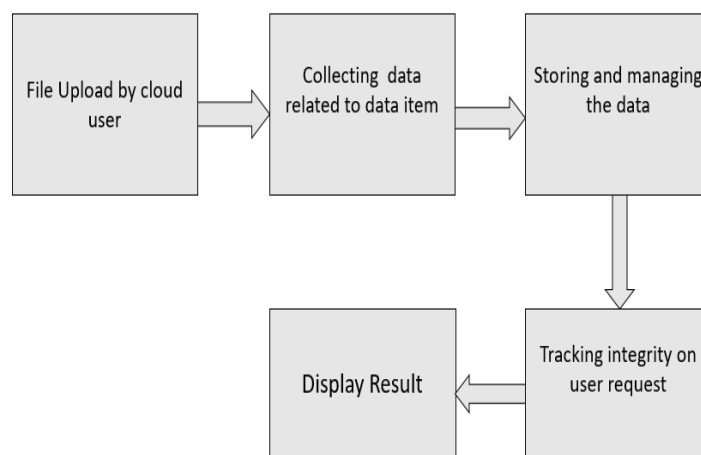 File Upload by cloud
user
Collecting data
related to data item
Storing and managing
the data
Tracking integrity on
user request
Display Result